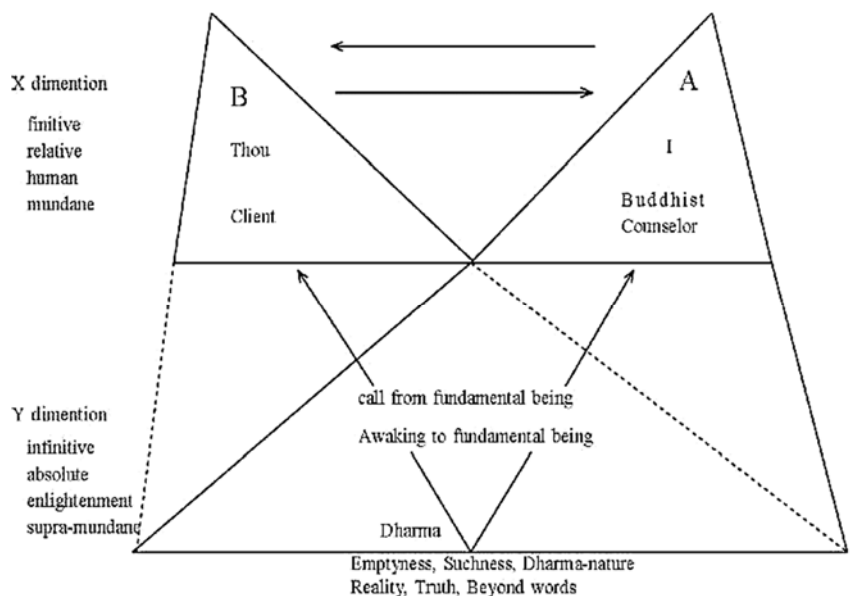 X dimention
finitive
relative
human
mundane
B
Thou
Client
A
I
Buddhist
Counselor
Y dimention
infinitive
absolute
enlightenment
supra-mundane
call from fundamental being
Awaking to fundamental being
Dharma
Emptyness, Suchness, Dharma-nature
Reality, Truth, Beyond words